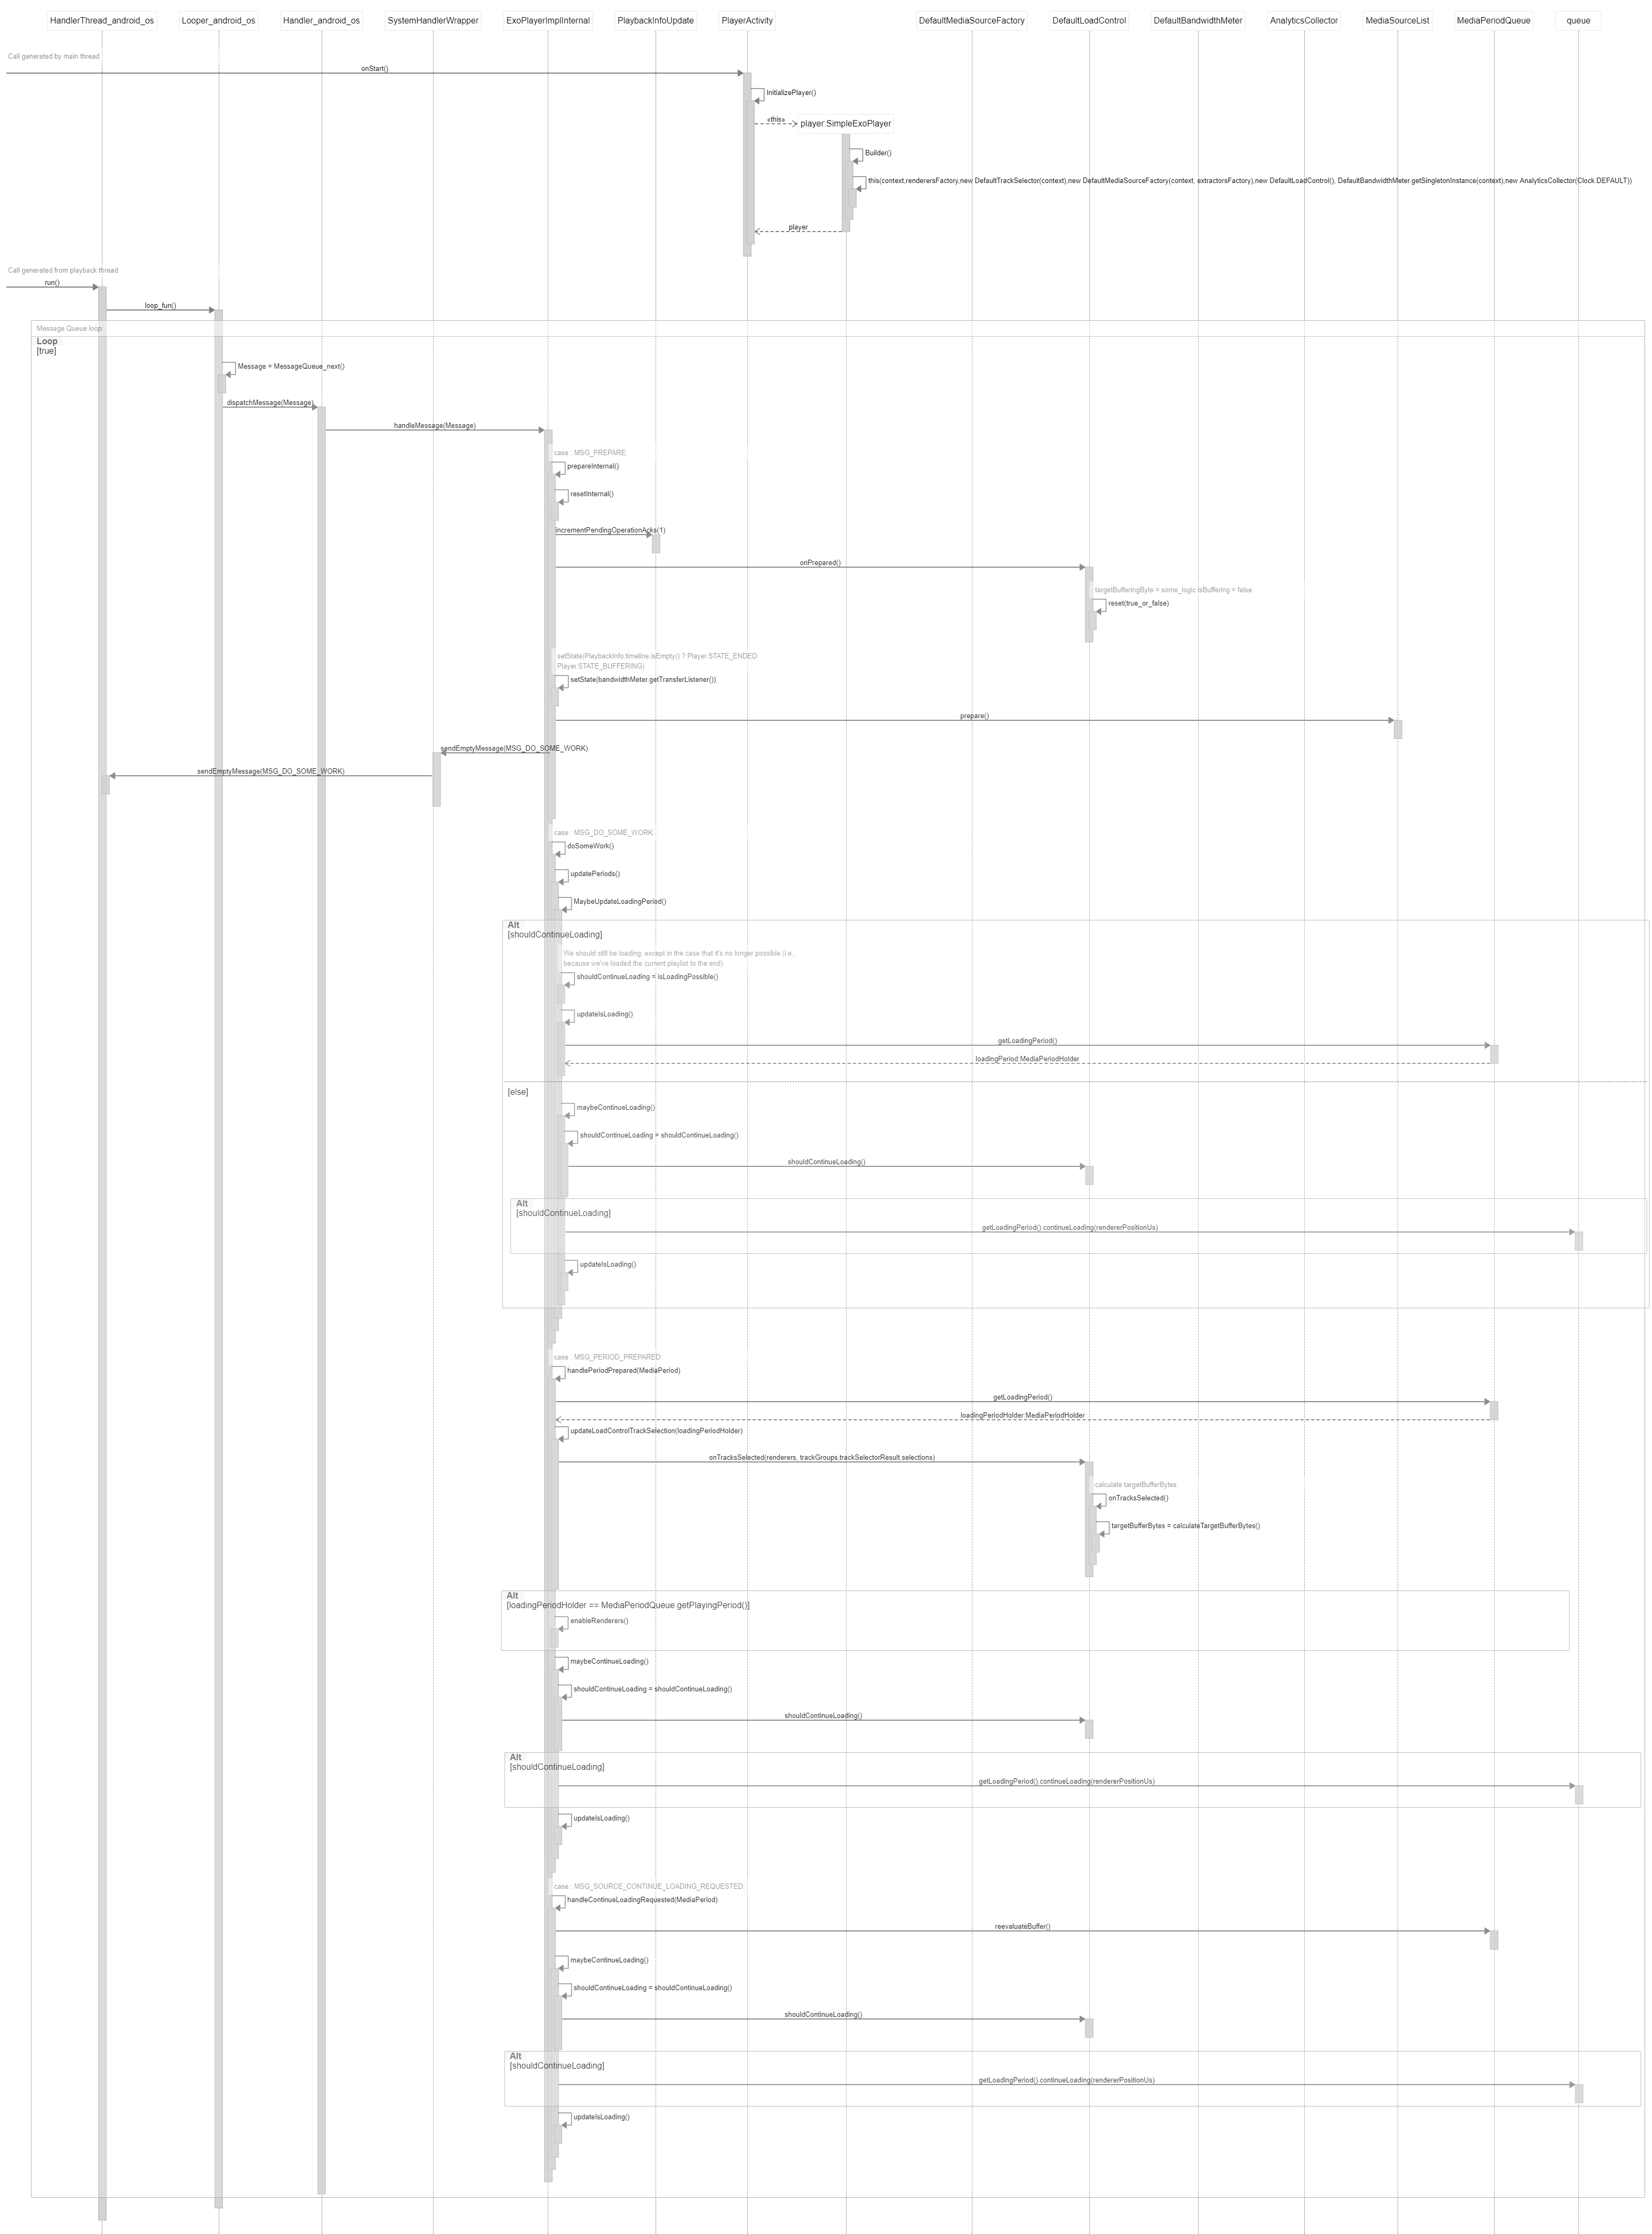 HandlerThread_android_os
Looper_android_os
Handler_android_os
SystemHandlerWrapper
ExoPlayerImplInternal
PlaybackInfoUpdate
PlayerActivity
DefaultMediaSourceFactory
DefaultLoadControl
DefaultBandwidthMeter
AnalyticsCollector
MediaSourceList
MediaPeriodQueue
queue
Call generated by main thread
onStart()
InitializePlayer()
«this»
player:SimpleExoPlayer
Builder()
this(context,renderersFactory,new DefaultTrackSelector(context),new DefaultMediaSourceFactory(context, extractorsFactory),new DefaultLoadControl(), DefaultBandwidthMeter.getSingletonInstance(context),new AnalyticsCollector(Clock.DEFAULT))
player
Call generated from playback thread
run()
loop_fun()
Message Queue loop:
Loop
[true]
Message = MessageQueue_next()
dispatchMessage(Message)
handleMessage(Message)
case : MSG_PREPARE:
prepareInternal()
resetInternal()
incrementPendingOperationAcks(1)
onPrepared()
targetBufferingByte = some_logic isBuffering = false
reset(true_or_false)
setState(PlaybackInfo.timeline.isEmpty() ? Player.STATE_ENDED:
Player.STATE_BUFFERING)
setState(bandwidthMeter.getTransferListener())
prepare()
sendEmptyMessage(MSG_DO_SOME_WORK)
sendEmptyMessage(MSG_DO_SOME_WORK)
case : MSG_DO_SOME_WORK:
doSomeWork()
updatePeriods()
MaybeUpdateLoadingPeriod()
Alt
[shouldContinueLoading]
We should still be loading, except in the case that it's no longer possible (i.e.,
because we've loaded the current playlist to the end).
shouldContinueLoading = isLoadingPossible()
updateIsLoading()
getLoadingPeriod()
loadingPeriod:MediaPeriodHolder
[else]
maybeContinueLoading()
shouldContinueLoading = shouldContinueLoading()
shouldContinueLoading()
Alt
[shouldContinueLoading]
getLoadingPeriod().continueLoading(rendererPositionUs)
updateIsLoading()
case : MSG_PERIOD_PREPARED:
handlePeriodPrepared(MediaPeriod)
getLoadingPeriod()
loadingPeriodHolder:MediaPeriodHolder
updateLoadControlTrackSelection(loadingPeriodHolder)
onTracksSelected(renderers, trackGroups,trackSelectorResult.selections)
calculate targetBufferBytes
onTracksSelected()
targetBufferBytes = calculateTargetBufferBytes()
Alt
[loadingPeriodHolder == MediaPeriodQueue.getPlayingPeriod()]
enableRenderers()
maybeContinueLoading()
shouldContinueLoading = shouldContinueLoading()
shouldContinueLoading()
Alt
[shouldContinueLoading]
getLoadingPeriod().continueLoading(rendererPositionUs)
updateIsLoading()
case : MSG_SOURCE_CONTINUE_LOADING_REQUESTED:
handleContinueLoadingRequested(MediaPeriod)
reevaluateBuffer()
maybeContinueLoading()
shouldContinueLoading = shouldContinueLoading()
shouldContinueLoading()
Alt
[shouldContinueLoading]
getLoadingPeriod().continueLoading(rendererPositionUs)
updateIsLoading()